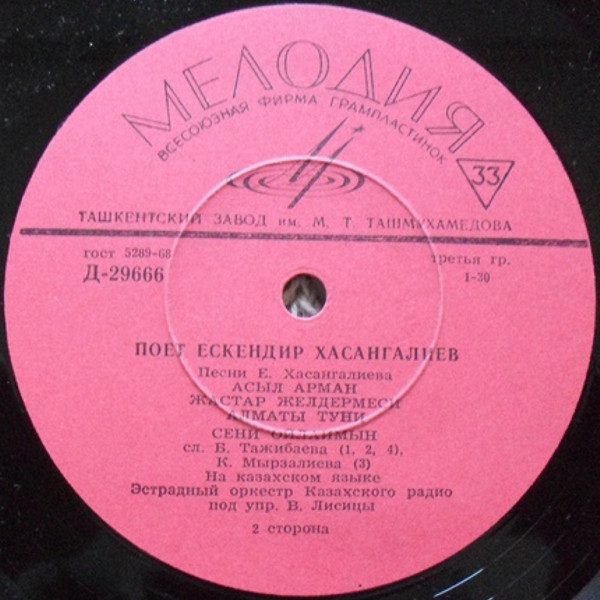 МЕЛОДИЯ
ВСЕСОЮЗНАЯ ФИРМА ГРАМПЛАСТИНОК
33
ТАШКЕНТСКИЙ ЗАВОД им. М. Т. ТАШМУХАМЕДОВА
гост 5289-68
третья гр.
Д-29666
1-30
ПОЕТ ЕСКЕНДИР ХАСАНГАЛИЕВ
Песни Е. Хасангалиева
АСЫЛ АРМАН
ЖАСТАР ЖЕЛДЕРМЕСИ
АЛМАТЫ ТУНИ
СЕНИ ОЙЛАЙМЫН
сл. Б. Тажибаева (1, 2, 4),
К. Мырзалиева (3)
На казахском языке
Эстрадный оркестр Казахского радио
под упр. В. Лисицы
2 сторона